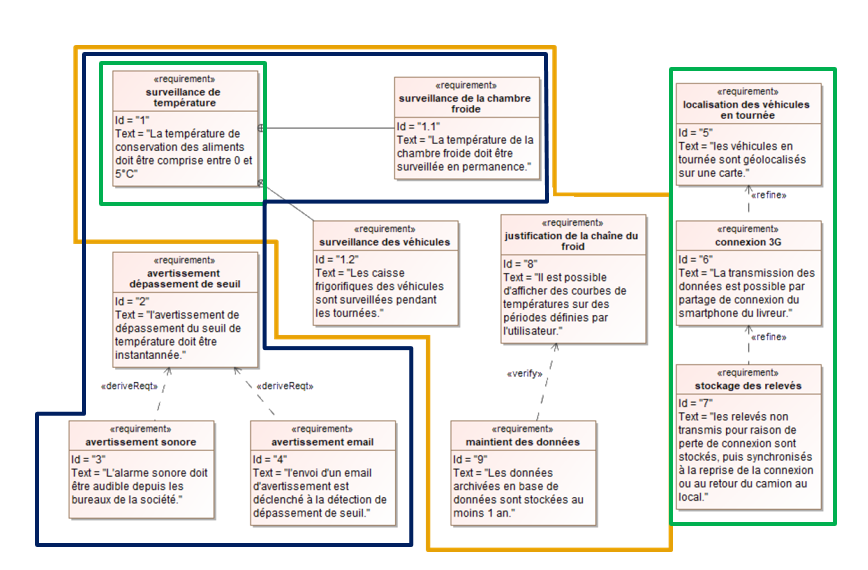 «requirement»
surveillance de
température
Id = "1"
Text = "La température de
conservation des aliments
doit être comprise entre 0 et
5°C"
«requirement»
surveillance de la chambre
froide
Id = "1.1"
Text = "La température de la
chambre froide doit être
surveillée en permanence."
«requirement»
localisation des véhicules
en tournée
Id = "5"
Text = "les véhicules en
tournée sont géolocalisés
sur une carte."
«refine»
«requirement»
surveillance des véhicules
Id = "1.2"
Text = "Les caisse
frigorifiques des véhicules
sont surveillées pendant
les tournées."
«requirement»
justification de la chaîne du
froid
Id = "8"
Text = "Il est possible
d'afficher des courbes de
températures sur des
périodes définies par
l'utilisateur."
«requirement»
connexion 3G
Id = "6"
Text = "La transmission des
données est possible par
partage de connexion du
smartphone du livreur."
«refine»
«requirement»
avertissement
dépassement de seuil
Id = "2"
Text = "l'avertissement de
dépassement du seuil de
température doit être
instantannée."
«deriveReqt»
«deriveReqt»
«verify»
«requirement»
avertissement sonore
Id = "3"
Text = "L'alarme sonore doit
être audible depuis les
bureaux de la société."
«requirement»
avertissement email
Id = "4"
Text = "l'envoi d'un email
d'avertissement est
déclenché à la détection de
dépassement de seuil."
«requirement»
maintient des données
Id = "9"
Text = "Les données
archivées en base de
données sont stockées au
moins 1 an."
«requirement»
stockage des relevés
Id = "7"
Text = "les relevés non
transmis pour raison de
perte de connexion sont
stockés, puis synchronisés
à la reprise de la connexion
ou au retour du camion au
local."